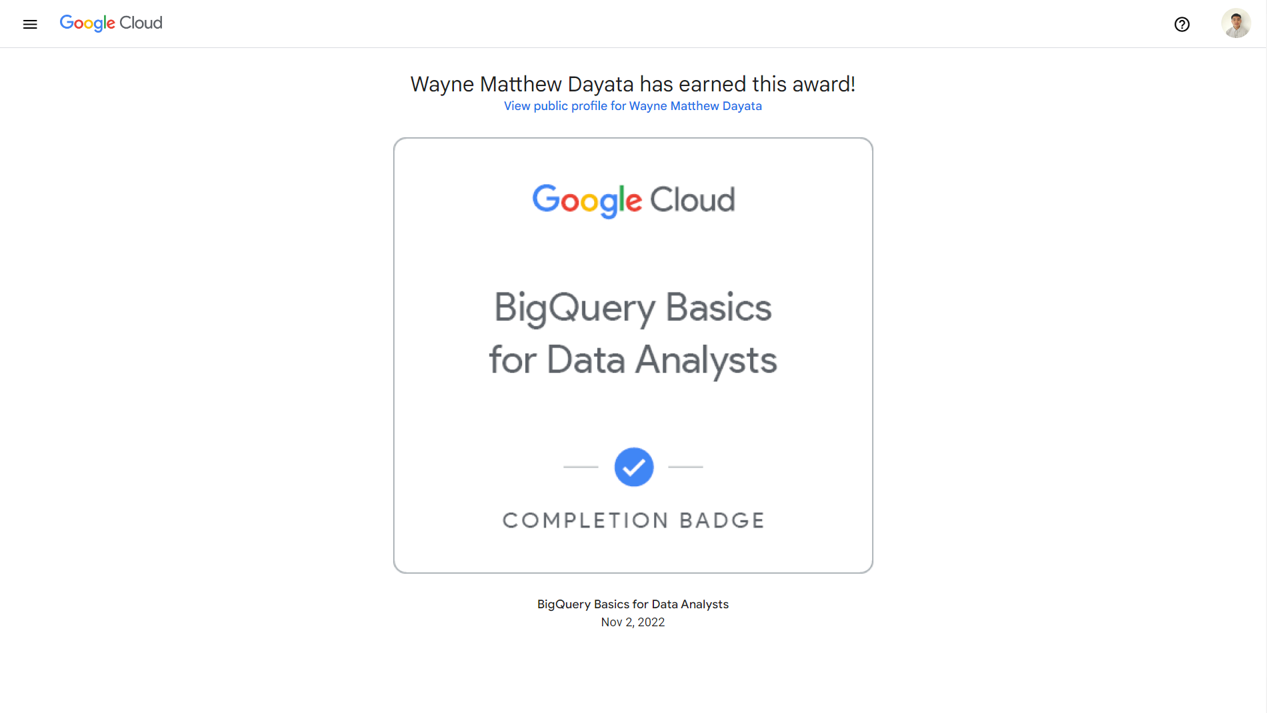 Google Cloud
Wayne Matthew Dayata has earned this award!
View public profile for Wayne Matthew Dayata
Google Cloud
BigQuery Basics
for Data Analysts
COMPLETION BADGE
BigQuery Basics for Data Analysts
Nov 2, 2022